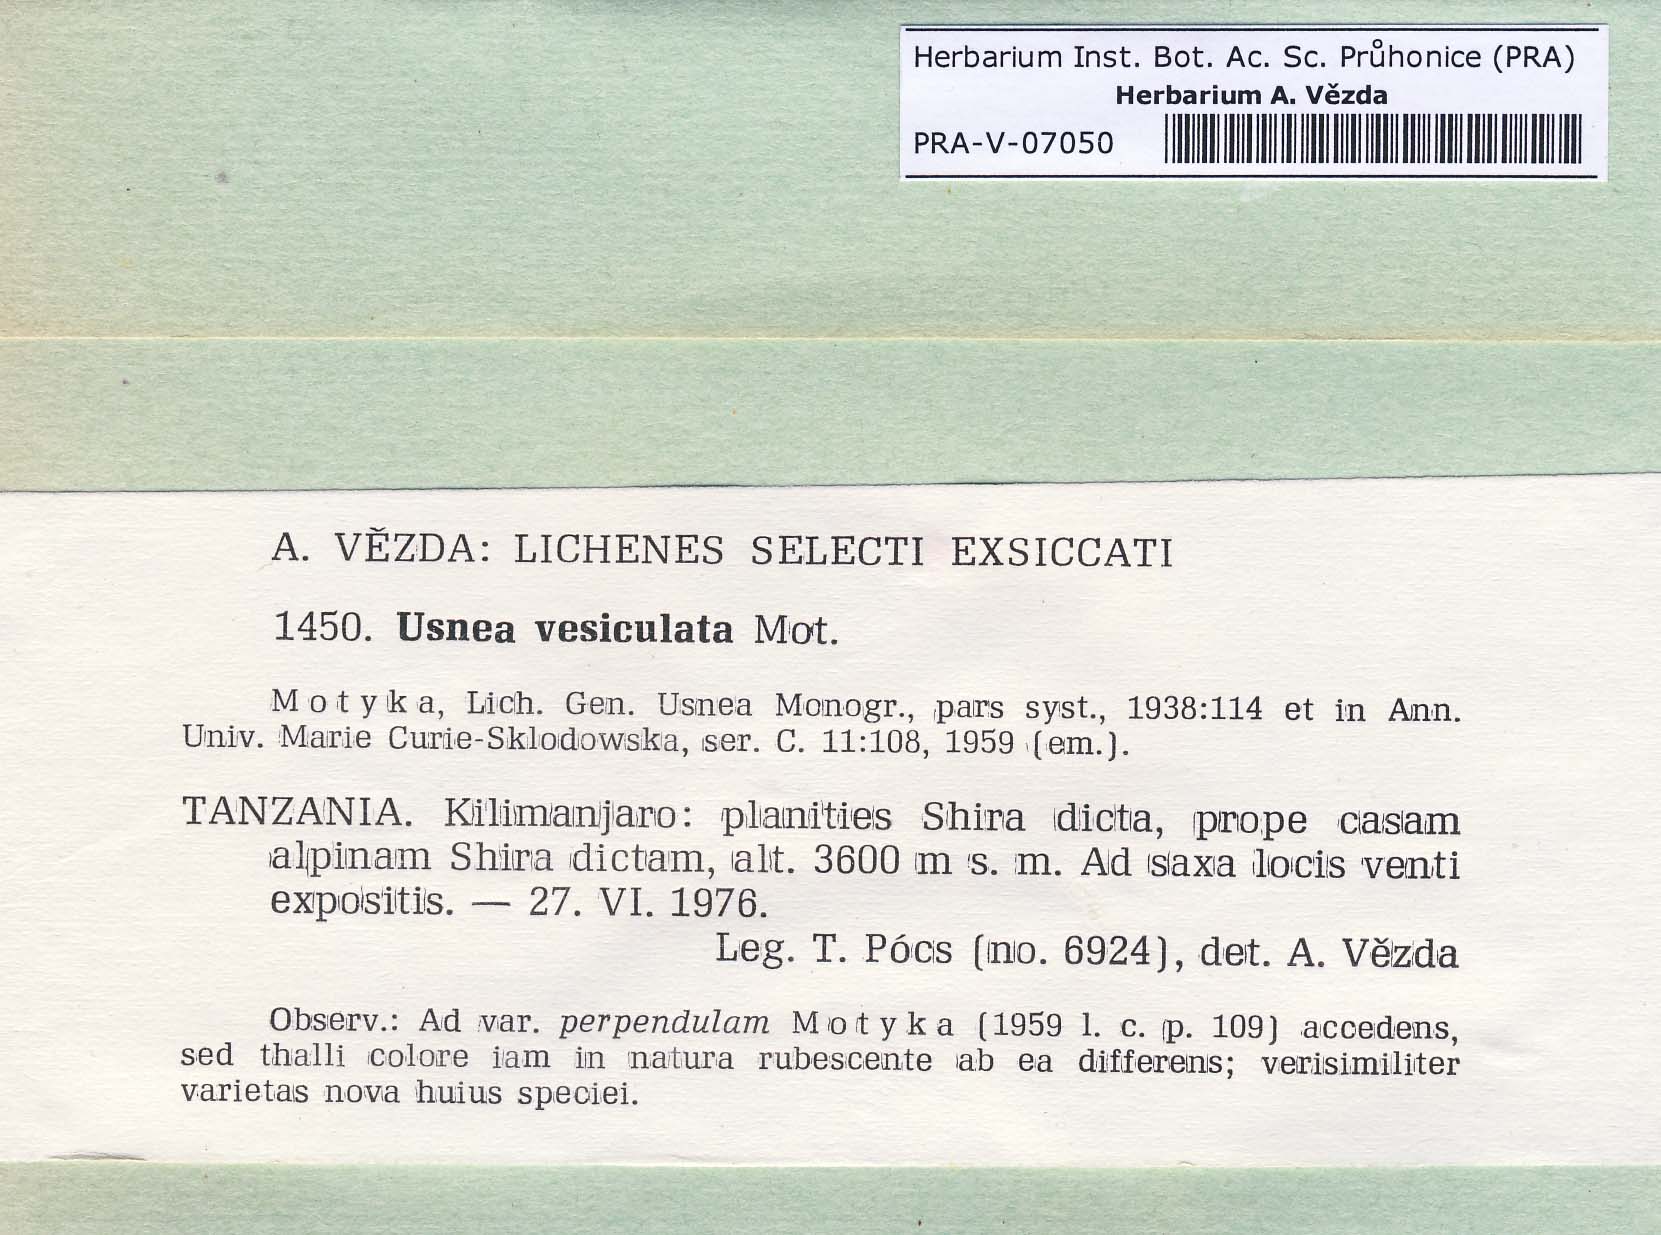 Herbarium Inst. Bot. Ac. Sc. Průhonice (PRA)
Herbarium A. Vězda
PRA-V-07050
A. VĚZDA: LICHENES SELECTI EXSICCATI
1450. Usnea vesiculata Mot.
Motyka, Lich. Gen. Usnea Monogr., pars syst., 1938:114 et in Ann.
Univ. Marie Curie-Sklodowska, ser. C. 11:108, 1959 (em.).
TANZANIA. Kilimanjaro: planities Shira dicta, prope casam
alpinam Shira dictam, alt. 3600 m s. m. Ad saxa locis venti
expositis. — 27. VI. 1976.
Leg. T. Pócs (no. 6924), det. A. Vězda
Observ.: Ad var. perpendulam Motyka (1959 l. c. p. 109) accedens,
sed thalli colore iam in natura rubescente ab ea differens; verisimiliter
varietas nova huius speciei.